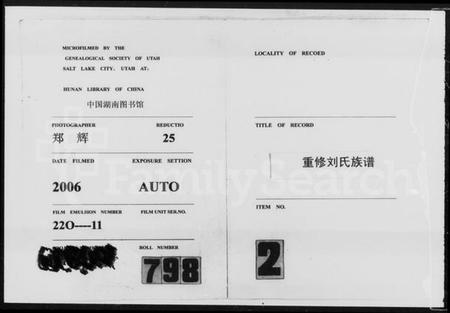 MICROFILMED BY THE
GENEALOGICAL SOCIETY OF UTAH
SALT LAKE CITY. UTAH AT:
HUNAN LIBRARY OF CHINA
中国湖南图书馆
PHOTOGRAPHER REDUCTIO
郑 辉 25
DATE FILMED EXPOSURE SETTION
2006 AUTO
FILM EMULSION NUMBER FILM UNIT SER.NO.
22O----11
ROLL NUMBER
798
LOCALITY OF RECOED
TITLE OF RECORD
重修刘氏族谱
ITEM NO.
2
FamilySearch